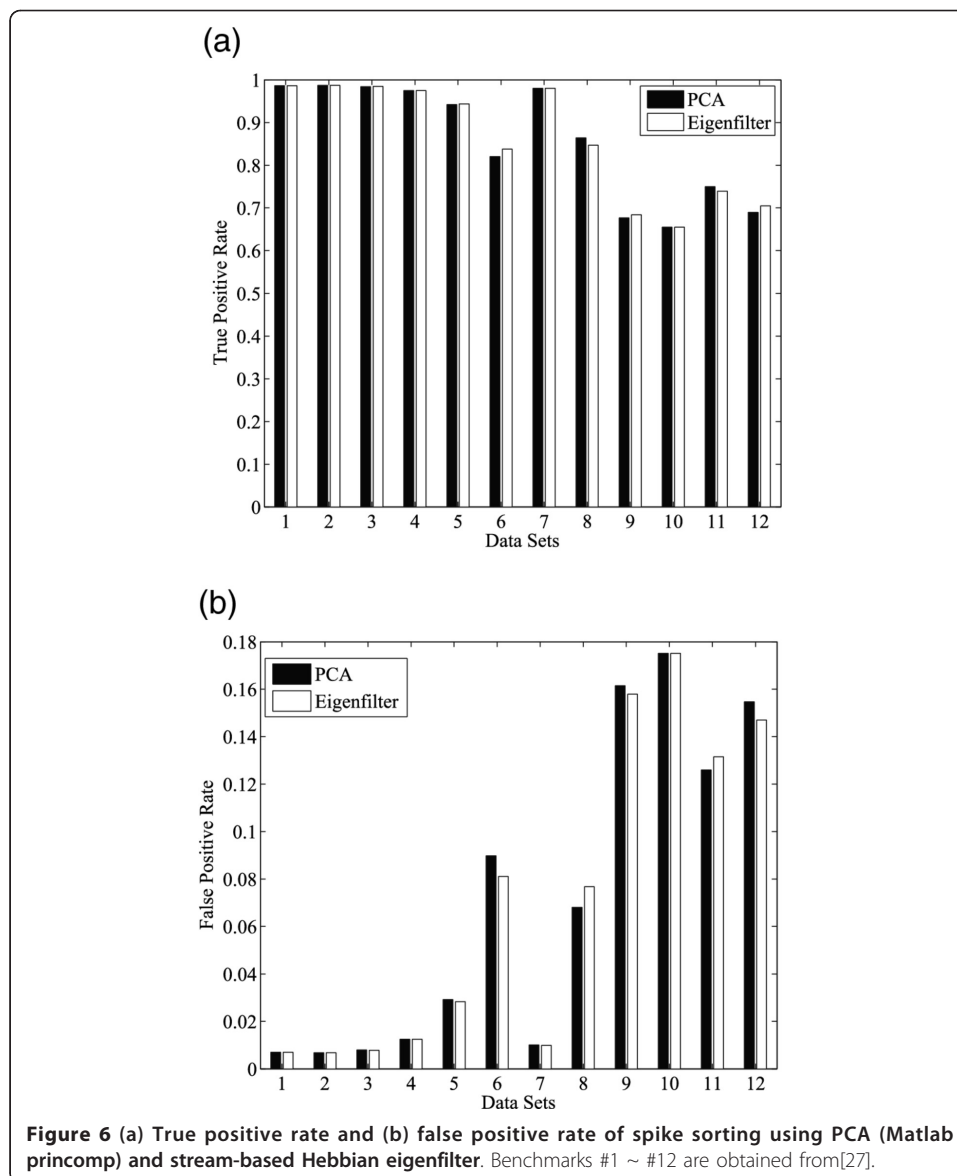 (a)
1
0.9
0.8
0.7
0.6
0.5
0.4
0.3
0.2
0.1
0
True Positive Rate
PCA
Eigenfilter
1 2 3 4 5 6 7 8 9 10 11 12
Data Sets
(b)
0.18
0.16
0.14
0.12
0.1
0.08
0.06
0.04
0.02
0
False Positive Rate
PCA
Eigenfilter
1 2 3 4 5 6 7 8 9 10 11 12
Data Sets
Figure 6 (a) True positive rate and (b) false positive rate of spike sorting using PCA (Matlab
princomp) and stream-based Hebbian eigenfilter. Benchmarks #1 ~ #12 are obtained from[27].